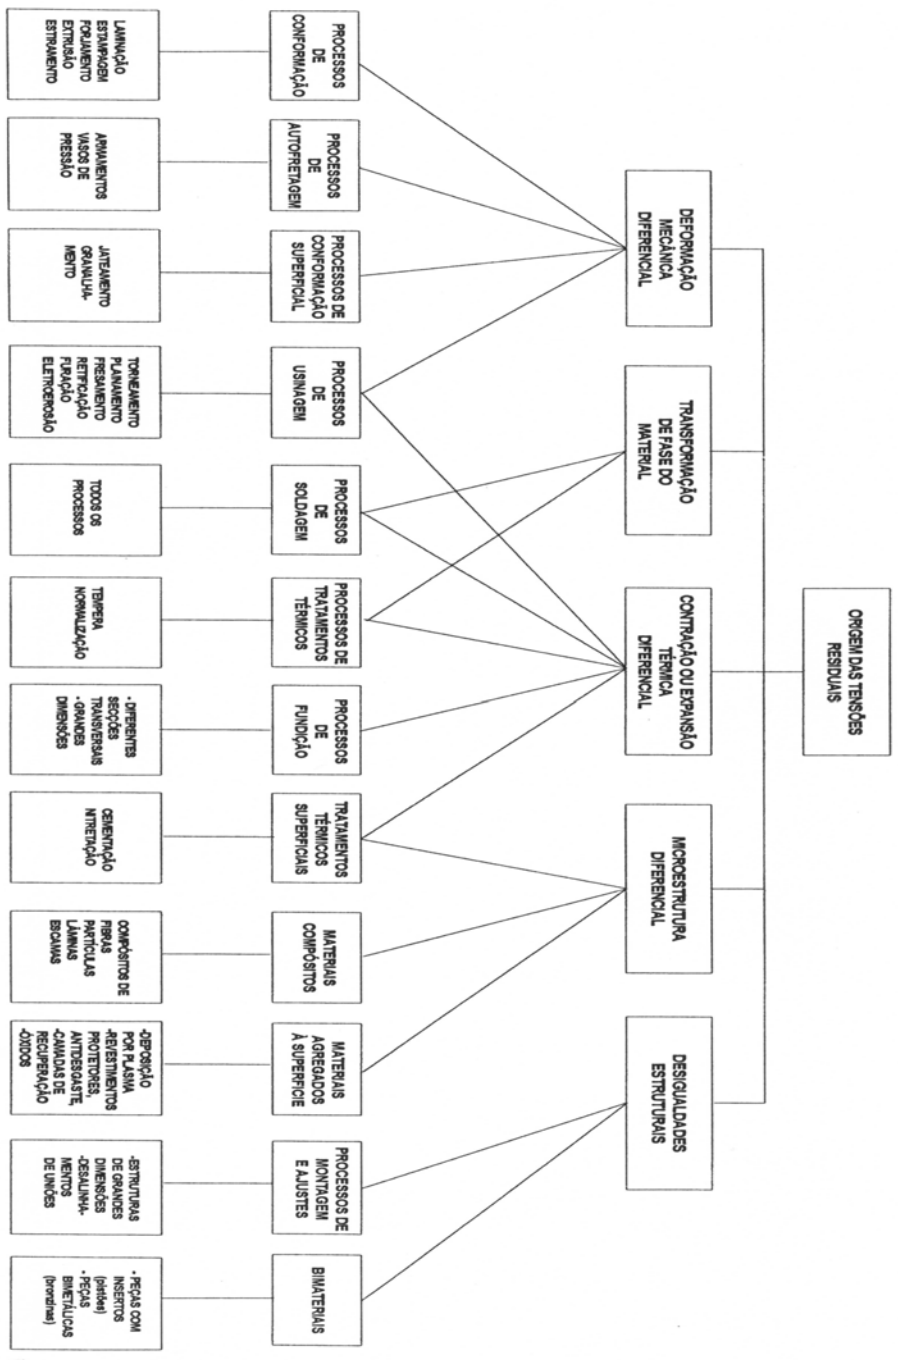 ORIGEM DAS TENSÕES
RESIDUAIS
DEFORMAÇÃO
MECÂNICA
DIFERENCIAL
TRANSFORMAÇÃO
DE FASE DO
MATERIAL
CONTRAÇÃO OU EXPANSÃO
TÉRMICA
DIFERENCIAL
MICROESTRUTURA
DIFERENCIAL
DESIGUALDADES
ESTRUTURAIS
PROCESSOS
DE
CONFORMAÇÃO
PROCESSOS
DE
AUTOFRETAGEM
PROCESSOS DE
CONFORMAÇÃO
SUPERFICIAL
PROCESSOS
DE
USINAGEM
PROCESSOS
DE
SOLDAGEM
PROCESSOS DE
TRATAMENTOS
TÉRMICOS
PROCESSOS
DE
FUNDIÇÃO
TRATAMENTOS
TÉRMICOS
SUPERFICIAIS
MATERIAIS
COMPÓSITOS
MATERIAIS
AGREGADOS
À SUPERFICIE
PROCESSOS DE
MONTAGEM
E AJUSTES
BIMATERIAIS
LAMINAÇÃO
ESTAMPAGEM
FORJAMENTO
EXTRUSÃO
ESTIRAMENTO
ARMAMENTOS
VASOS DE
PRESSÃO
JATEAMENTO
GRANALHA-
MENTO
TORNEAMENTO
PLAINAMENTO
FRESAMENTO
RETIFICAÇÃO
FURAÇÃO
ELETROEROSÃO
TODOS OS
PROCESSOS
TEMPERA
NORMALIZAÇÃO
- DIFERENTES
SECÇÕES
TRANSVERSAIS
- GRANDES
DIMENSÕES
CEMENTAÇÃO
NITRETAÇÃO
COMPÓSITOS DE
FIBRAS
PARTÍCULAS
LÂMINAS
ESCAMAS
-DEPOSIÇÃO
POR PLASMA
-REVESTIMENTOS
PROTETORES,
ANTIDESGASTE,
-CAMADAS DE
RECUPERAÇÃO
-ÓXIDOS
-ESTRUTURAS
DE GRANDES
DIMENSÕES
-DESALINHA-
MENTOS
DE UNIÕES
- PEÇAS COM
INSERTOS
(pistões)
- PEÇAS
BIMETÁLICAS
(bronzinas)